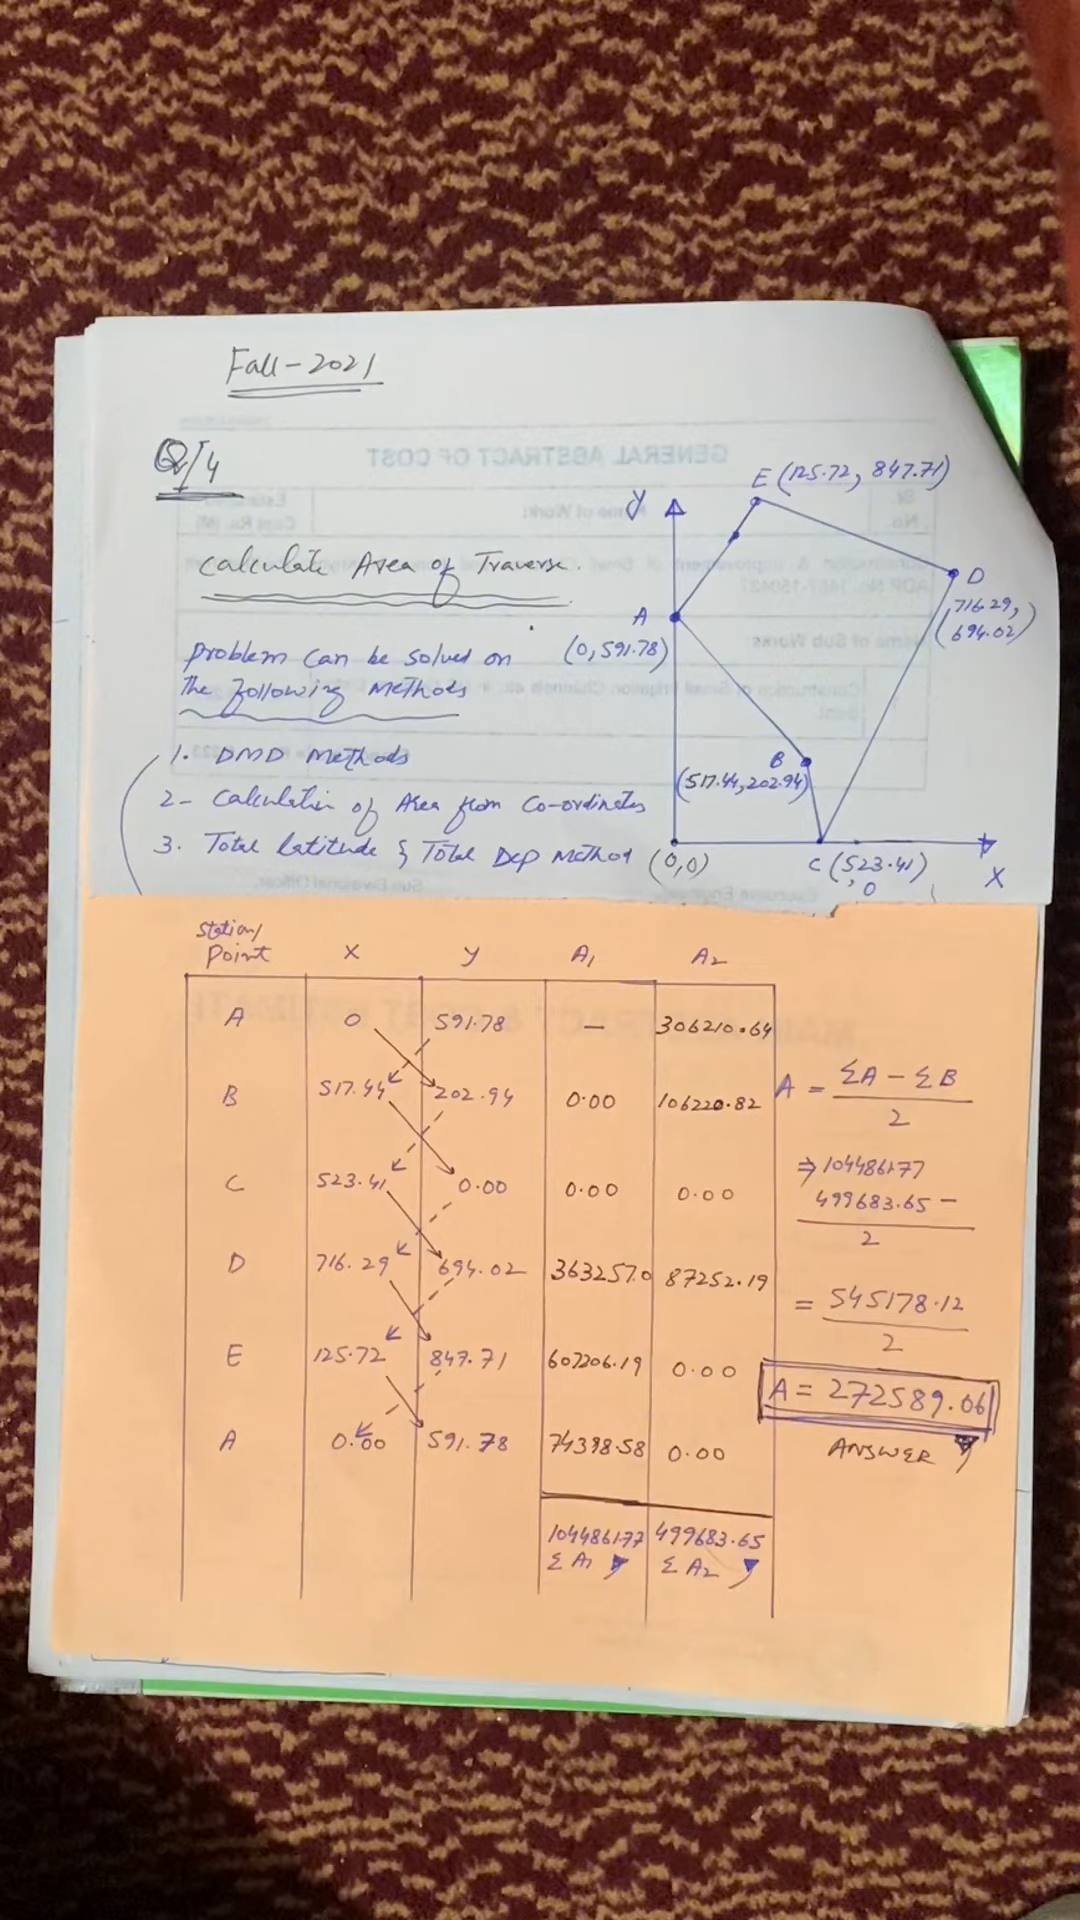 Fall-2021
Q/4
E (125.72, 847.71)
y
Calculate Area of Traverse.
D
(716.29,
694.02)
A
(0,591.78)
problem can be solved on
the following Methods
1. DMD Methods
B
(517.44,202.94)
2- Calculation of Area from Co-ordinates
3. Total latitude & Total Dep Method
(0,0)
C (523.41)
, 0
X
GENERAL ABSTRACT OF COST
Station/
Point X y A1 A2
A 0 591.78 — 306210.64
B 517.44 202.94 0.00 106220.82
A = ΣA - ΣB
2
C 523.41 0.00 0.00 0.00
⇒ 1044861.77
499683.65 -
2
D 716.29 694.02 363257.0 87252.19
= 545178.12
2
E 125.72 847.71 607206.19 0.00
A = 272589.06
ANSWER
A 0.00 591.78 74398.58 0.00
1044861.77 499683.65
Σ A1 Σ A2